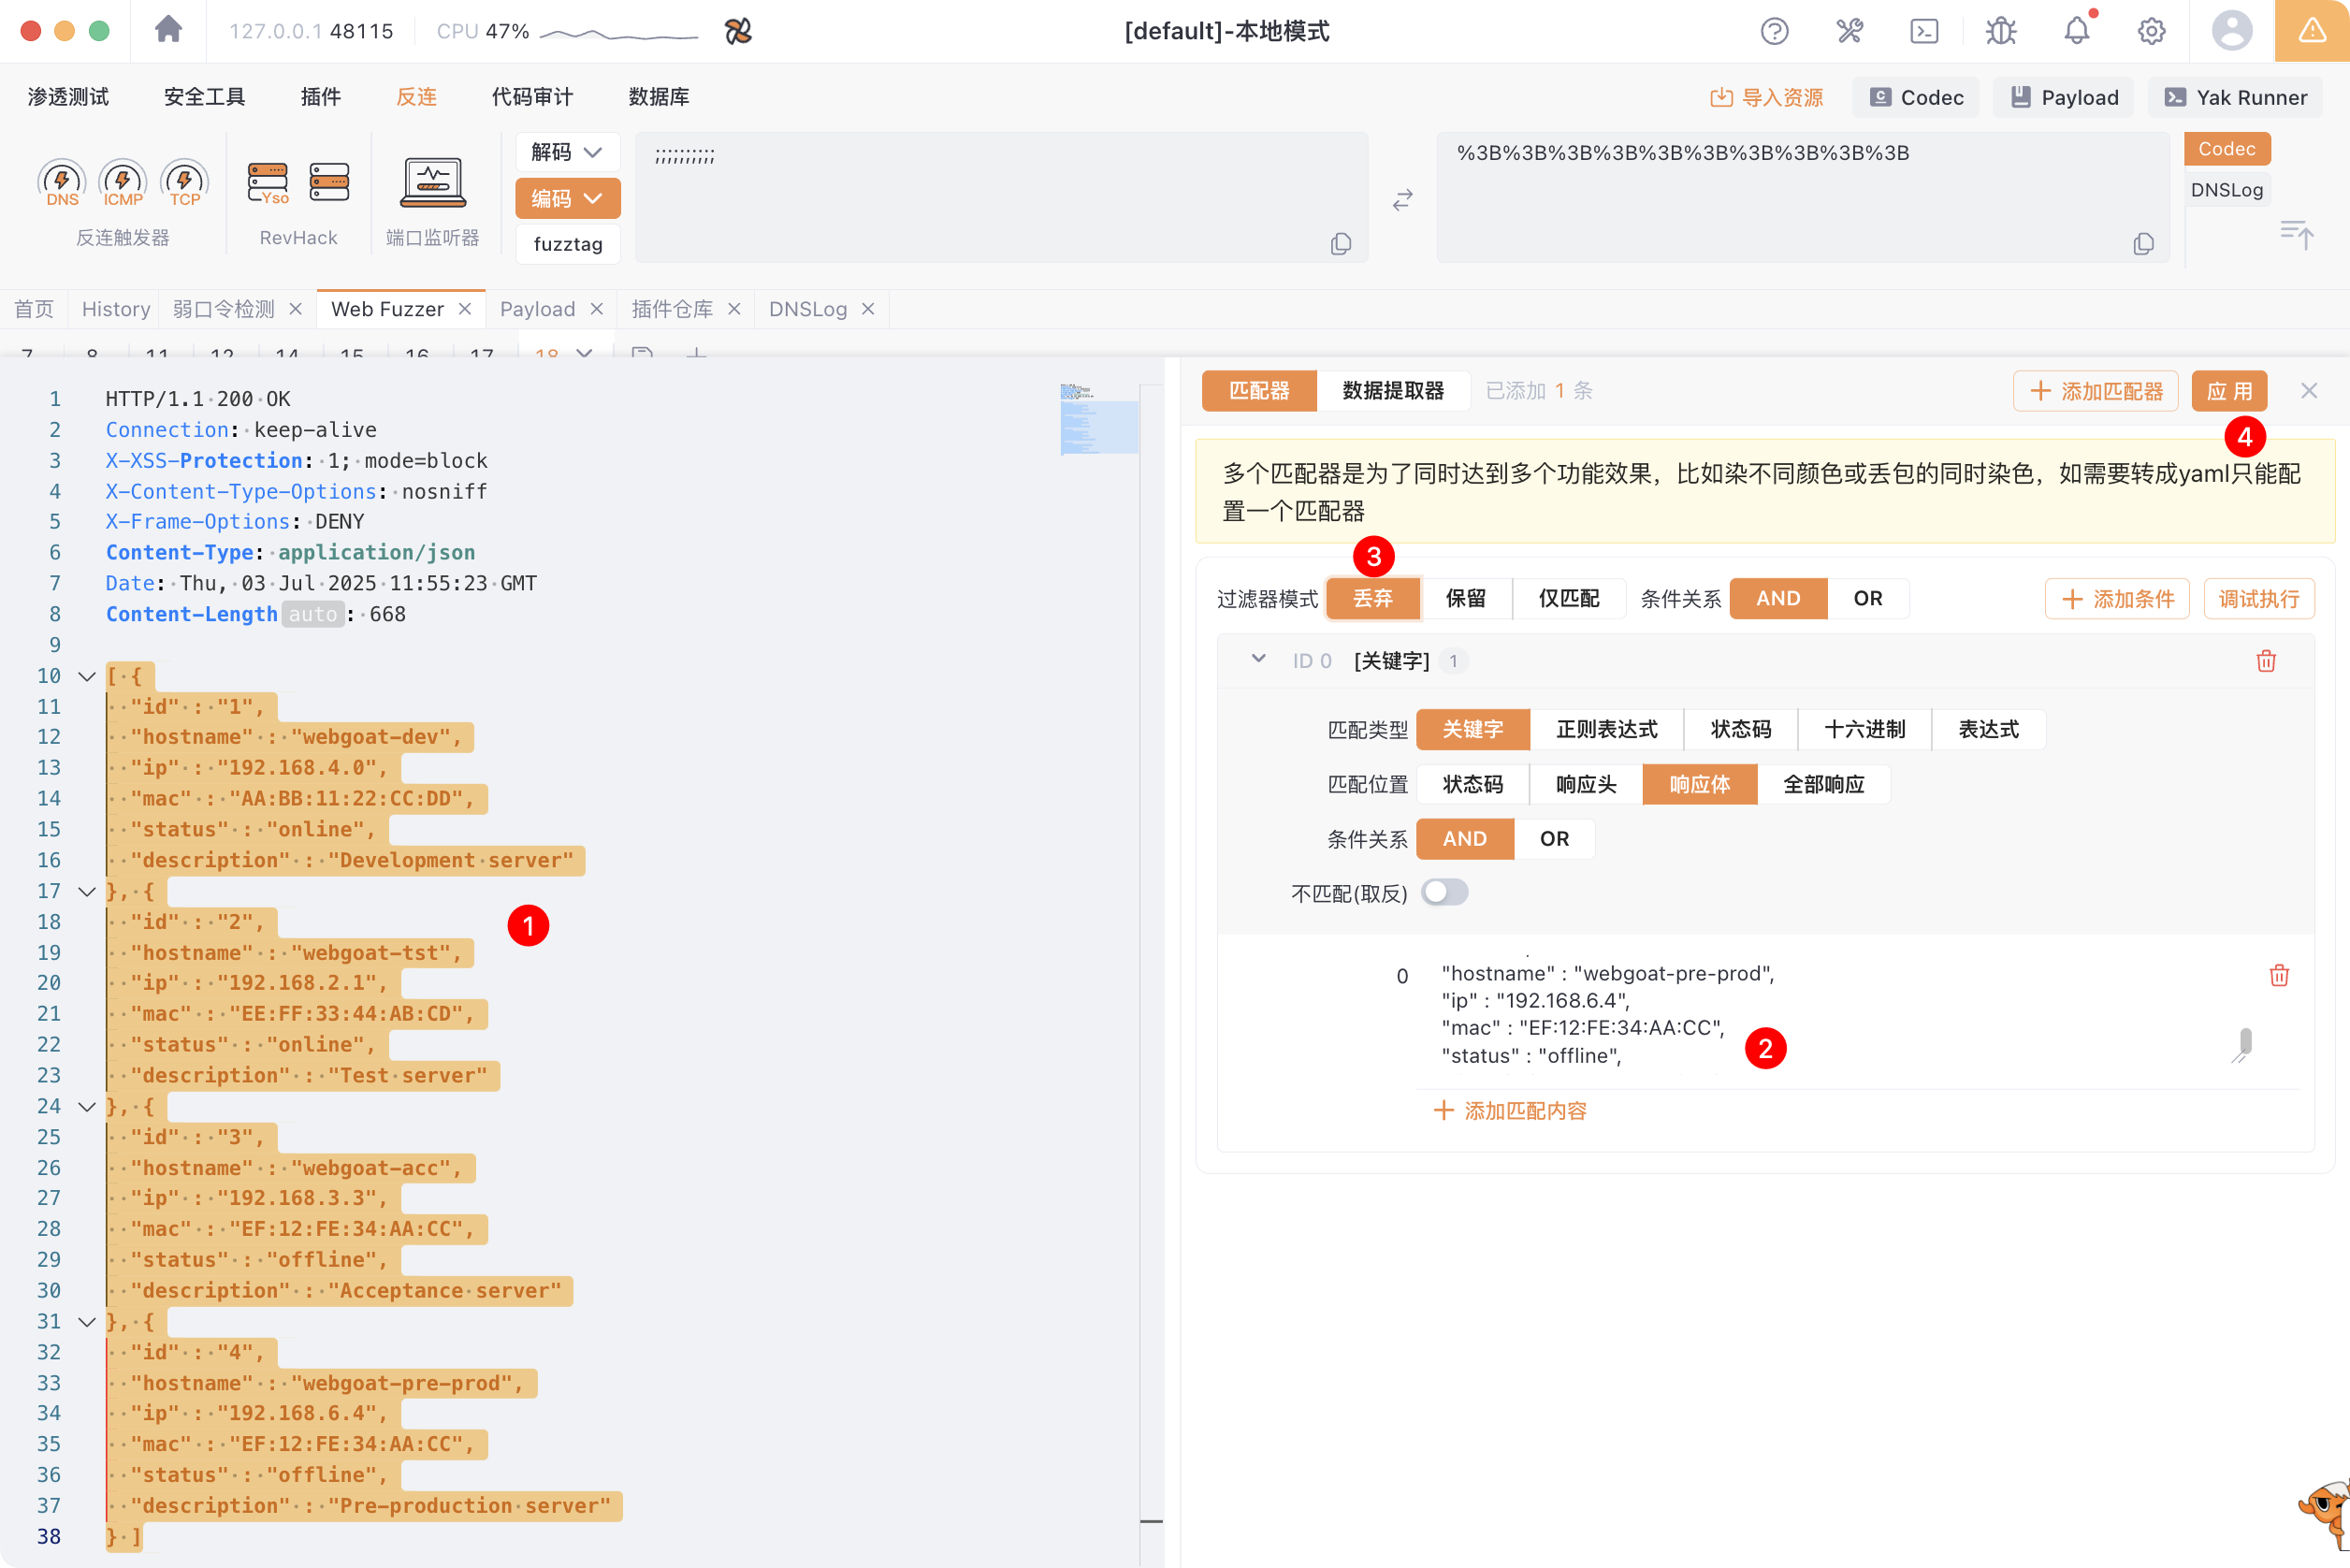 127.0.0.1 48115
CPU 47%
[default]-本地模式
渗透测试 安全工具 插件 反连 代码审计 数据库
导入资源 Codec Payload Yak Runner
DNS ICMP TCP
反连触发器
Yso
RevHack
端口监听器
解码
编码
fuzztag
;;;;;;;;;;
%3B%3B%3B%3B%3B%3B%3B%3B%3B%3B
Codec
DNSLog
首页 History 弱口令检测 Web Fuzzer Payload 插件仓库 DNSLog
7 8 11 12 14 15 16 17 18
1 HTTP/1.1 200 OK
2 Connection: keep-alive
3 X-XSS-Protection: 1; mode=block
4 X-Content-Type-Options: nosniff
5 X-Frame-Options: DENY
6 Content-Type: application/json
7 Date: Thu, 03 Jul 2025 11:55:23 GMT
8 Content-Length auto : 668
9
10 [ {
11 "id" : "1",
12 "hostname" : "webgoat-dev",
13 "ip" : "192.168.4.0",
14 "mac" : "AA:BB:11:22:CC:DD",
15 "status" : "online",
16 "description" : "Development server"
17 }, {
18 "id" : "2",
19 "hostname" : "webgoat-tst",
20 "ip" : "192.168.2.1",
21 "mac" : "EE:FF:33:44:AB:CD",
22 "status" : "online",
23 "description" : "Test server"
24 }, {
25 "id" : "3",
26 "hostname" : "webgoat-acc",
27 "ip" : "192.168.3.3",
28 "mac" : "EF:12:FE:34:AA:CC",
29 "status" : "offline",
30 "description" : "Acceptance server"
31 }, {
32 "id" : "4",
33 "hostname" : "webgoat-pre-prod",
34 "ip" : "192.168.6.4",
35 "mac" : "EF:12:FE:34:AA:CC",
36 "status" : "offline",
37 "description" : "Pre-production server"
38 } ]
1
匹配器 数据提取器 已添加 1 条 添加匹配器 应 用
4
多个匹配器是为了同时达到多个功能效果，比如染不同颜色或丢包的同时染色，如需要转成yaml只能配
置一个匹配器
3
过滤器模式 丢弃 保留 仅匹配 条件关系 AND OR 添加条件 调试执行
ID 0 [关键字] 1
匹配类型 关键字 正则表达式 状态码 十六进制 表达式
匹配位置 状态码 响应头 响应体 全部响应
条件关系 AND OR
不匹配(取反)
0 "hostname" : "webgoat-pre-prod",
"ip" : "192.168.6.4",
"mac" : "EF:12:FE:34:AA:CC",
"status" : "offline",
2
添加匹配内容